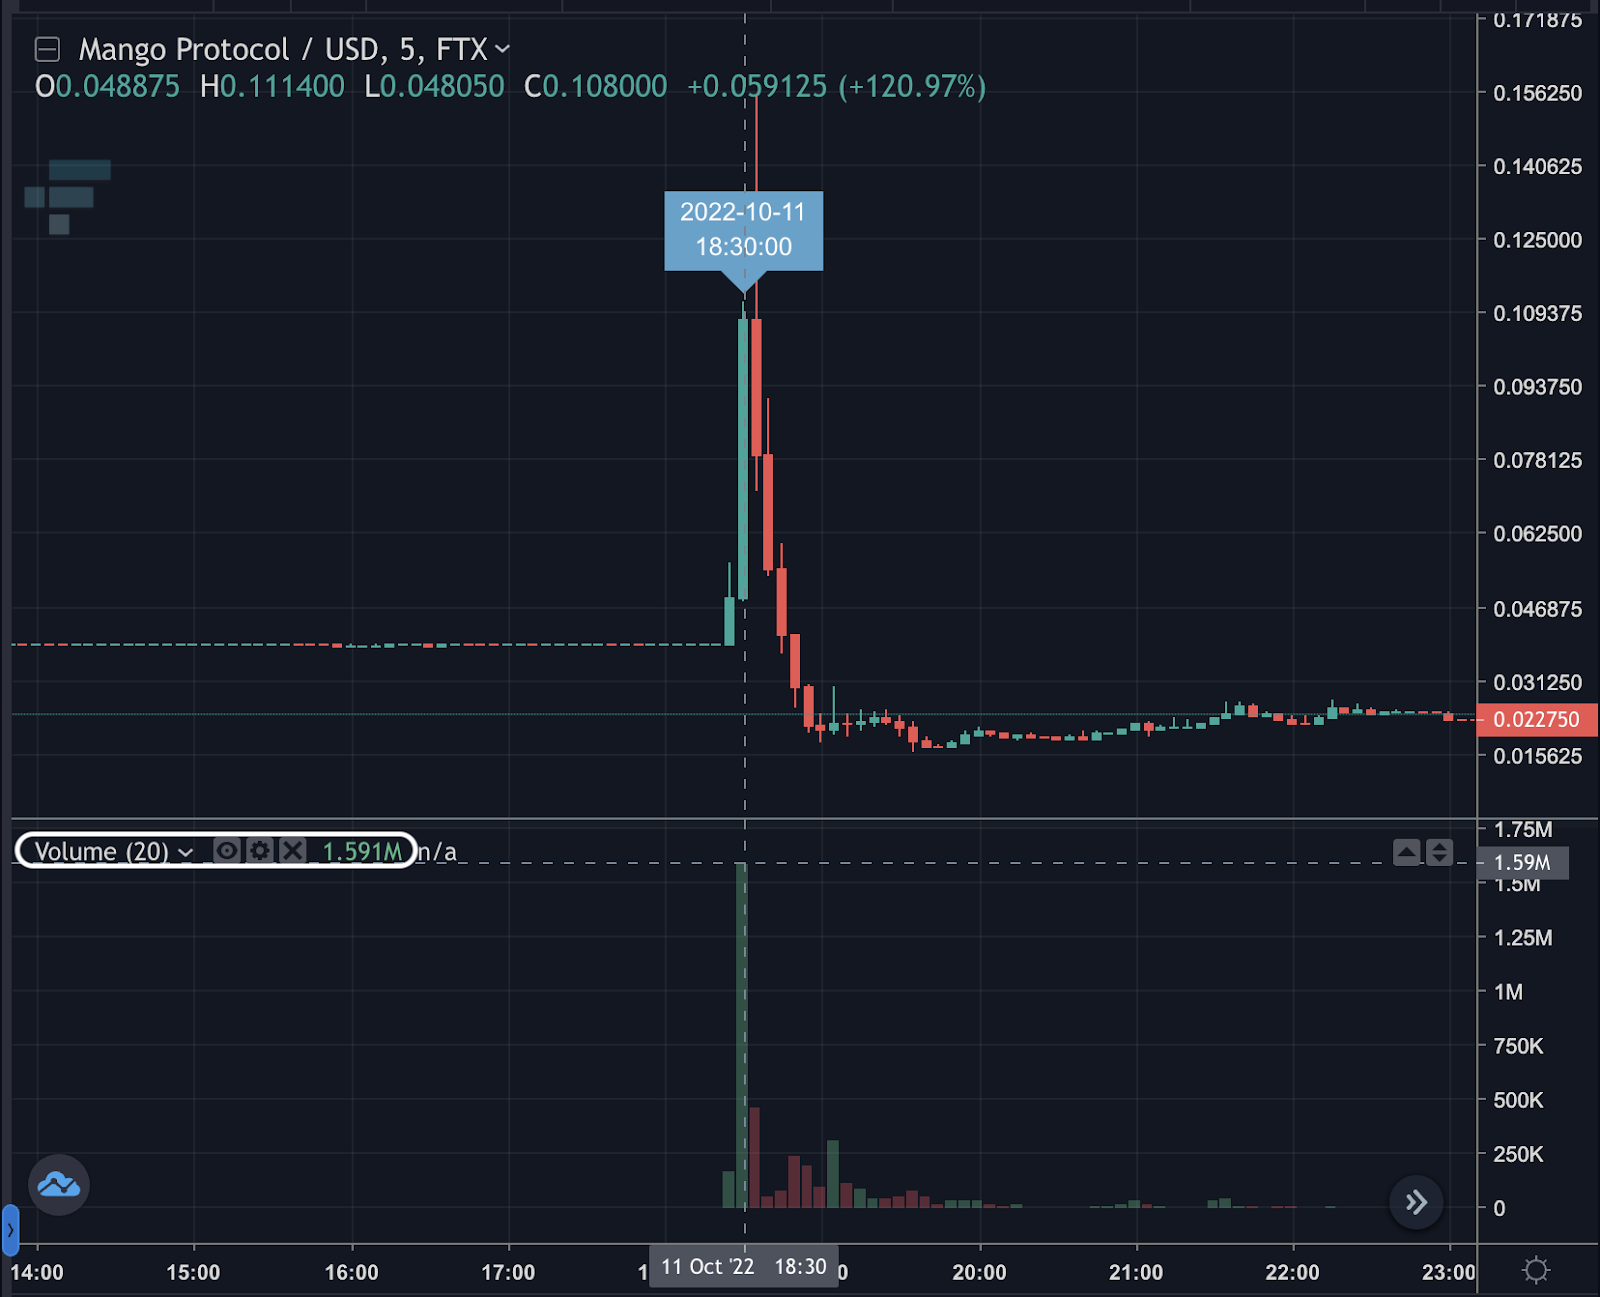 0.171875
Mango Protocol / USD, 5, FTX
O0.048875 H0.111400 L0.048050 C0.108000 +0.059125 (+120.97%)
0.156250
0.140625
2022-10-11
18:30:00
0.125000
0.109375
0.093750
0.078125
0.062500
0.046875
0.031250
0.022750
0.015625
1.75M
Volume (20) 1.591M n/a
1.59M
1.5M
1.25M
1M
750K
500K
250K
0
14:00 15:00 16:00 17:00 11 Oct '22 18:30 20:00 21:00 22:00 23:00